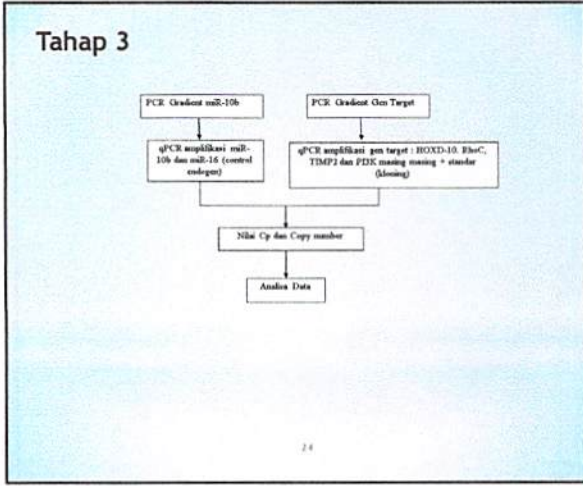 Tahap 3
PCR Gradient miR-10b
PCR Gradient Gen Target
qPCR amplifikasi miR-
10b dan miR-16 (control
endogen)
qPCR amplifikasi gen target : HOXD-10. RhoC,
TIMP2 dan PI3K masing masing + standar
(kloning)
Nilai Cp dan Copy number
Analisa Data
24